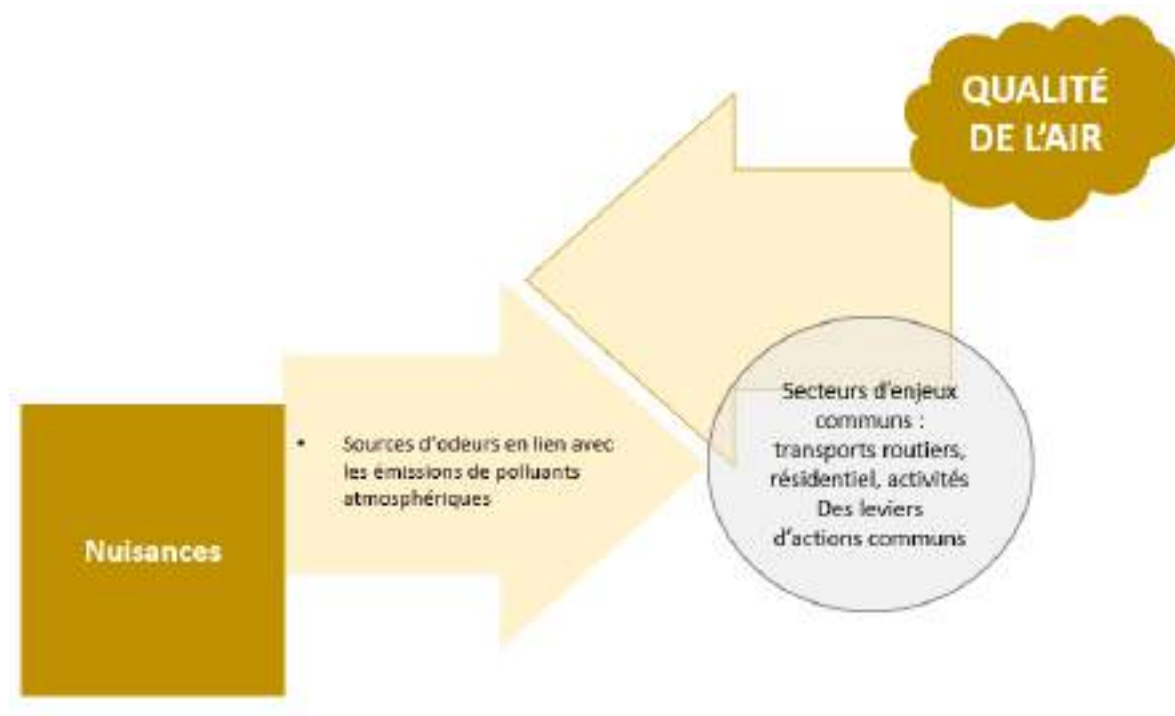 QUALITÉ
DE L'AIR
Secteurs d'enjeux
communs :
transports routiers,
résidentiel, activités
Des leviers
d'actions communs
• Sources d'odeurs en lien avec
les émissions de polluants
atmosphériques
Nuisances